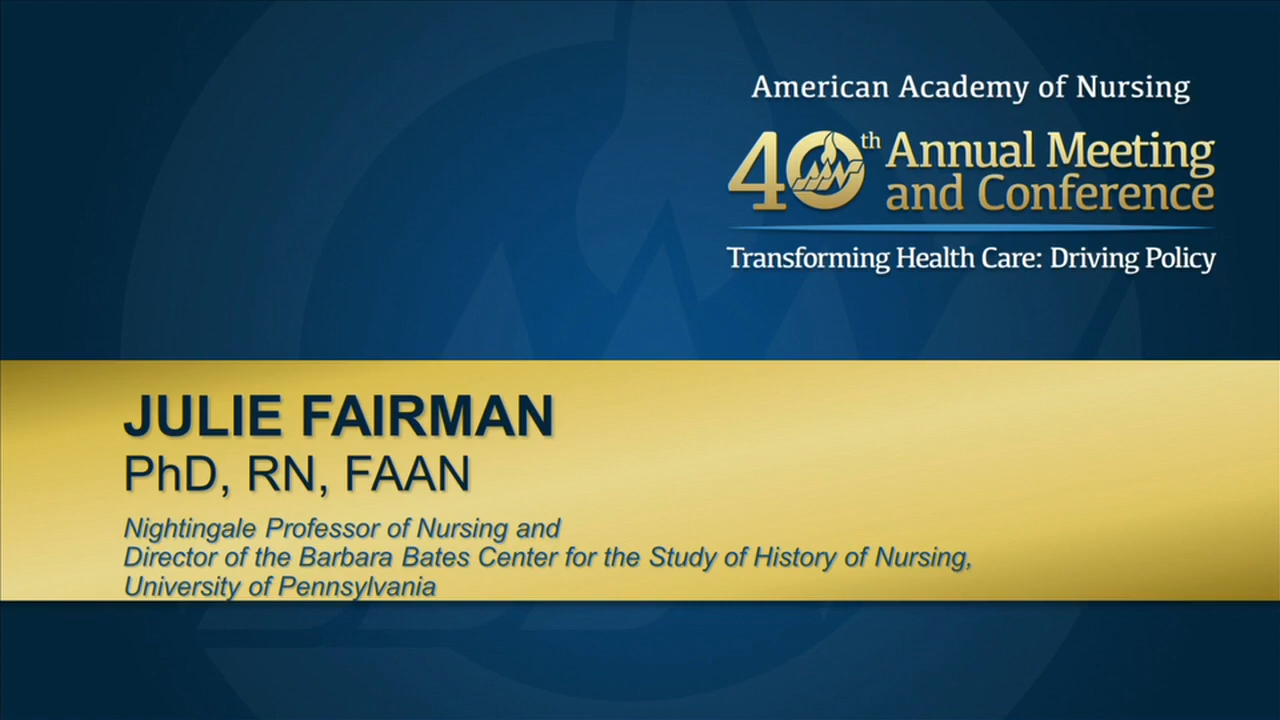 American Academy of Nursing
40th Annual Meeting
and Conference
Transforming Health Care: Driving Policy
JULIE FAIRMAN
PhD, RN, FAAN
Nightingale Professor of Nursing and
Director of the Barbara Bates Center for the Study of History of Nursing,
University of Pennsylvania